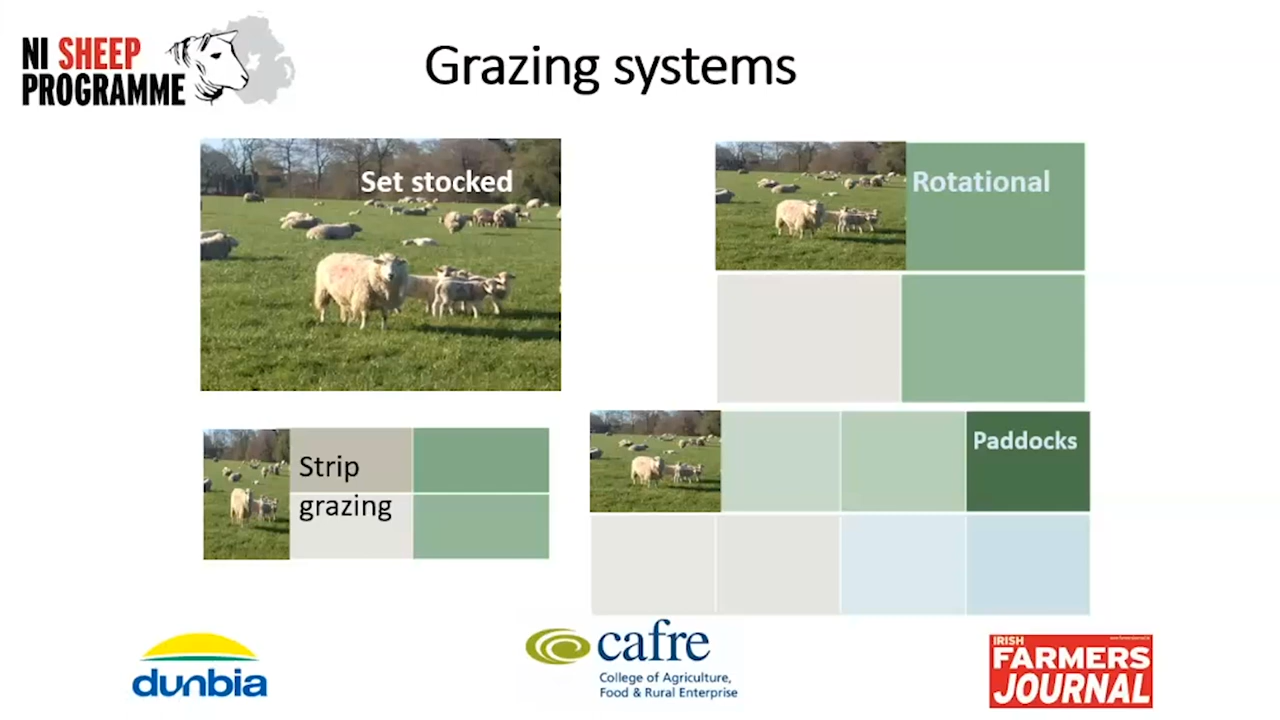 NI SHEEP
PROGRAMME
Grazing systems
Set stocked
Rotational
Strip
grazing
Paddocks
dunbia
cafre
College of Agriculture,
Food & Rural Enterprise
IRISH
FARMERS
JOURNAL